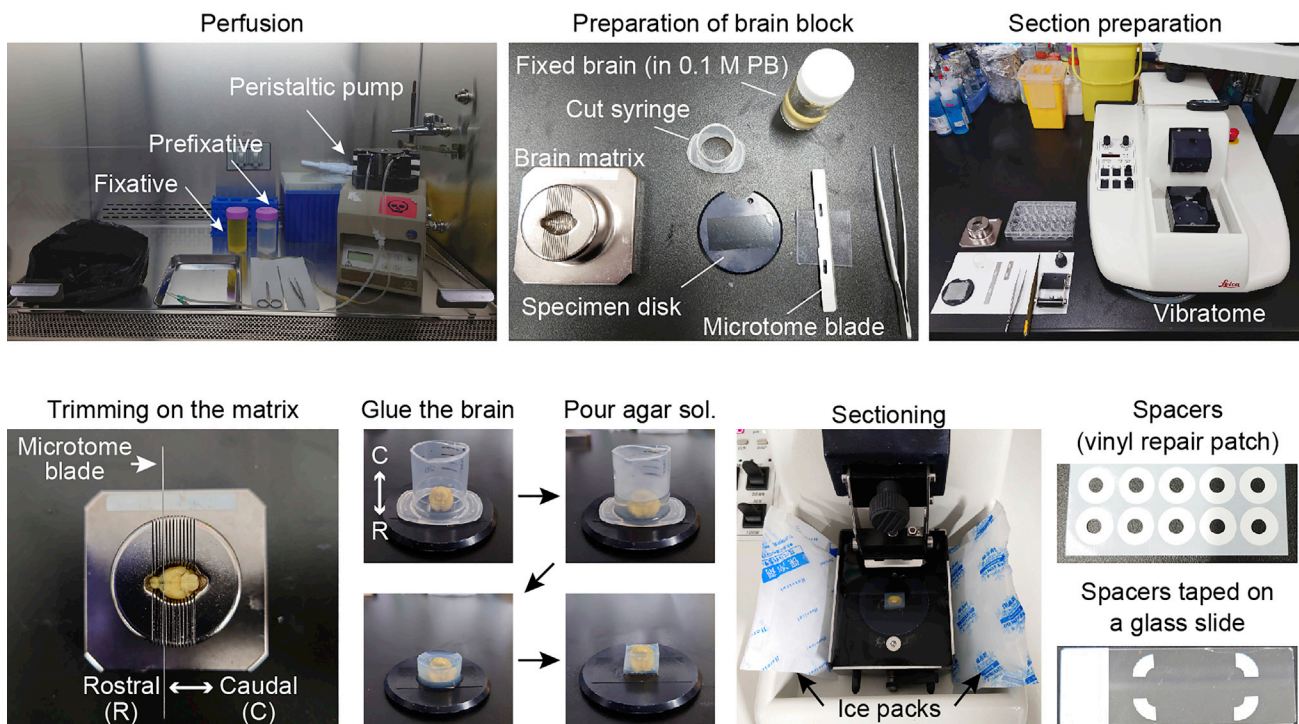 Perfusion
Preparation of brain block
Section preparation
Peristaltic pump
Prefixative
Fixative
Fixed brain (in 0.1 M PB)
Cut syringe
Brain matrix
Specimen disk
Microtome blade
Leica
Vibratome
Trimming on the matrix
Microtome
blade
Rostral
(R)
Caudal
(C)
Glue the brain
C
R
Pour agar sol.
Sectioning
Ice packs
Spacers
(vinyl repair patch)
Spacers taped on
a glass slide